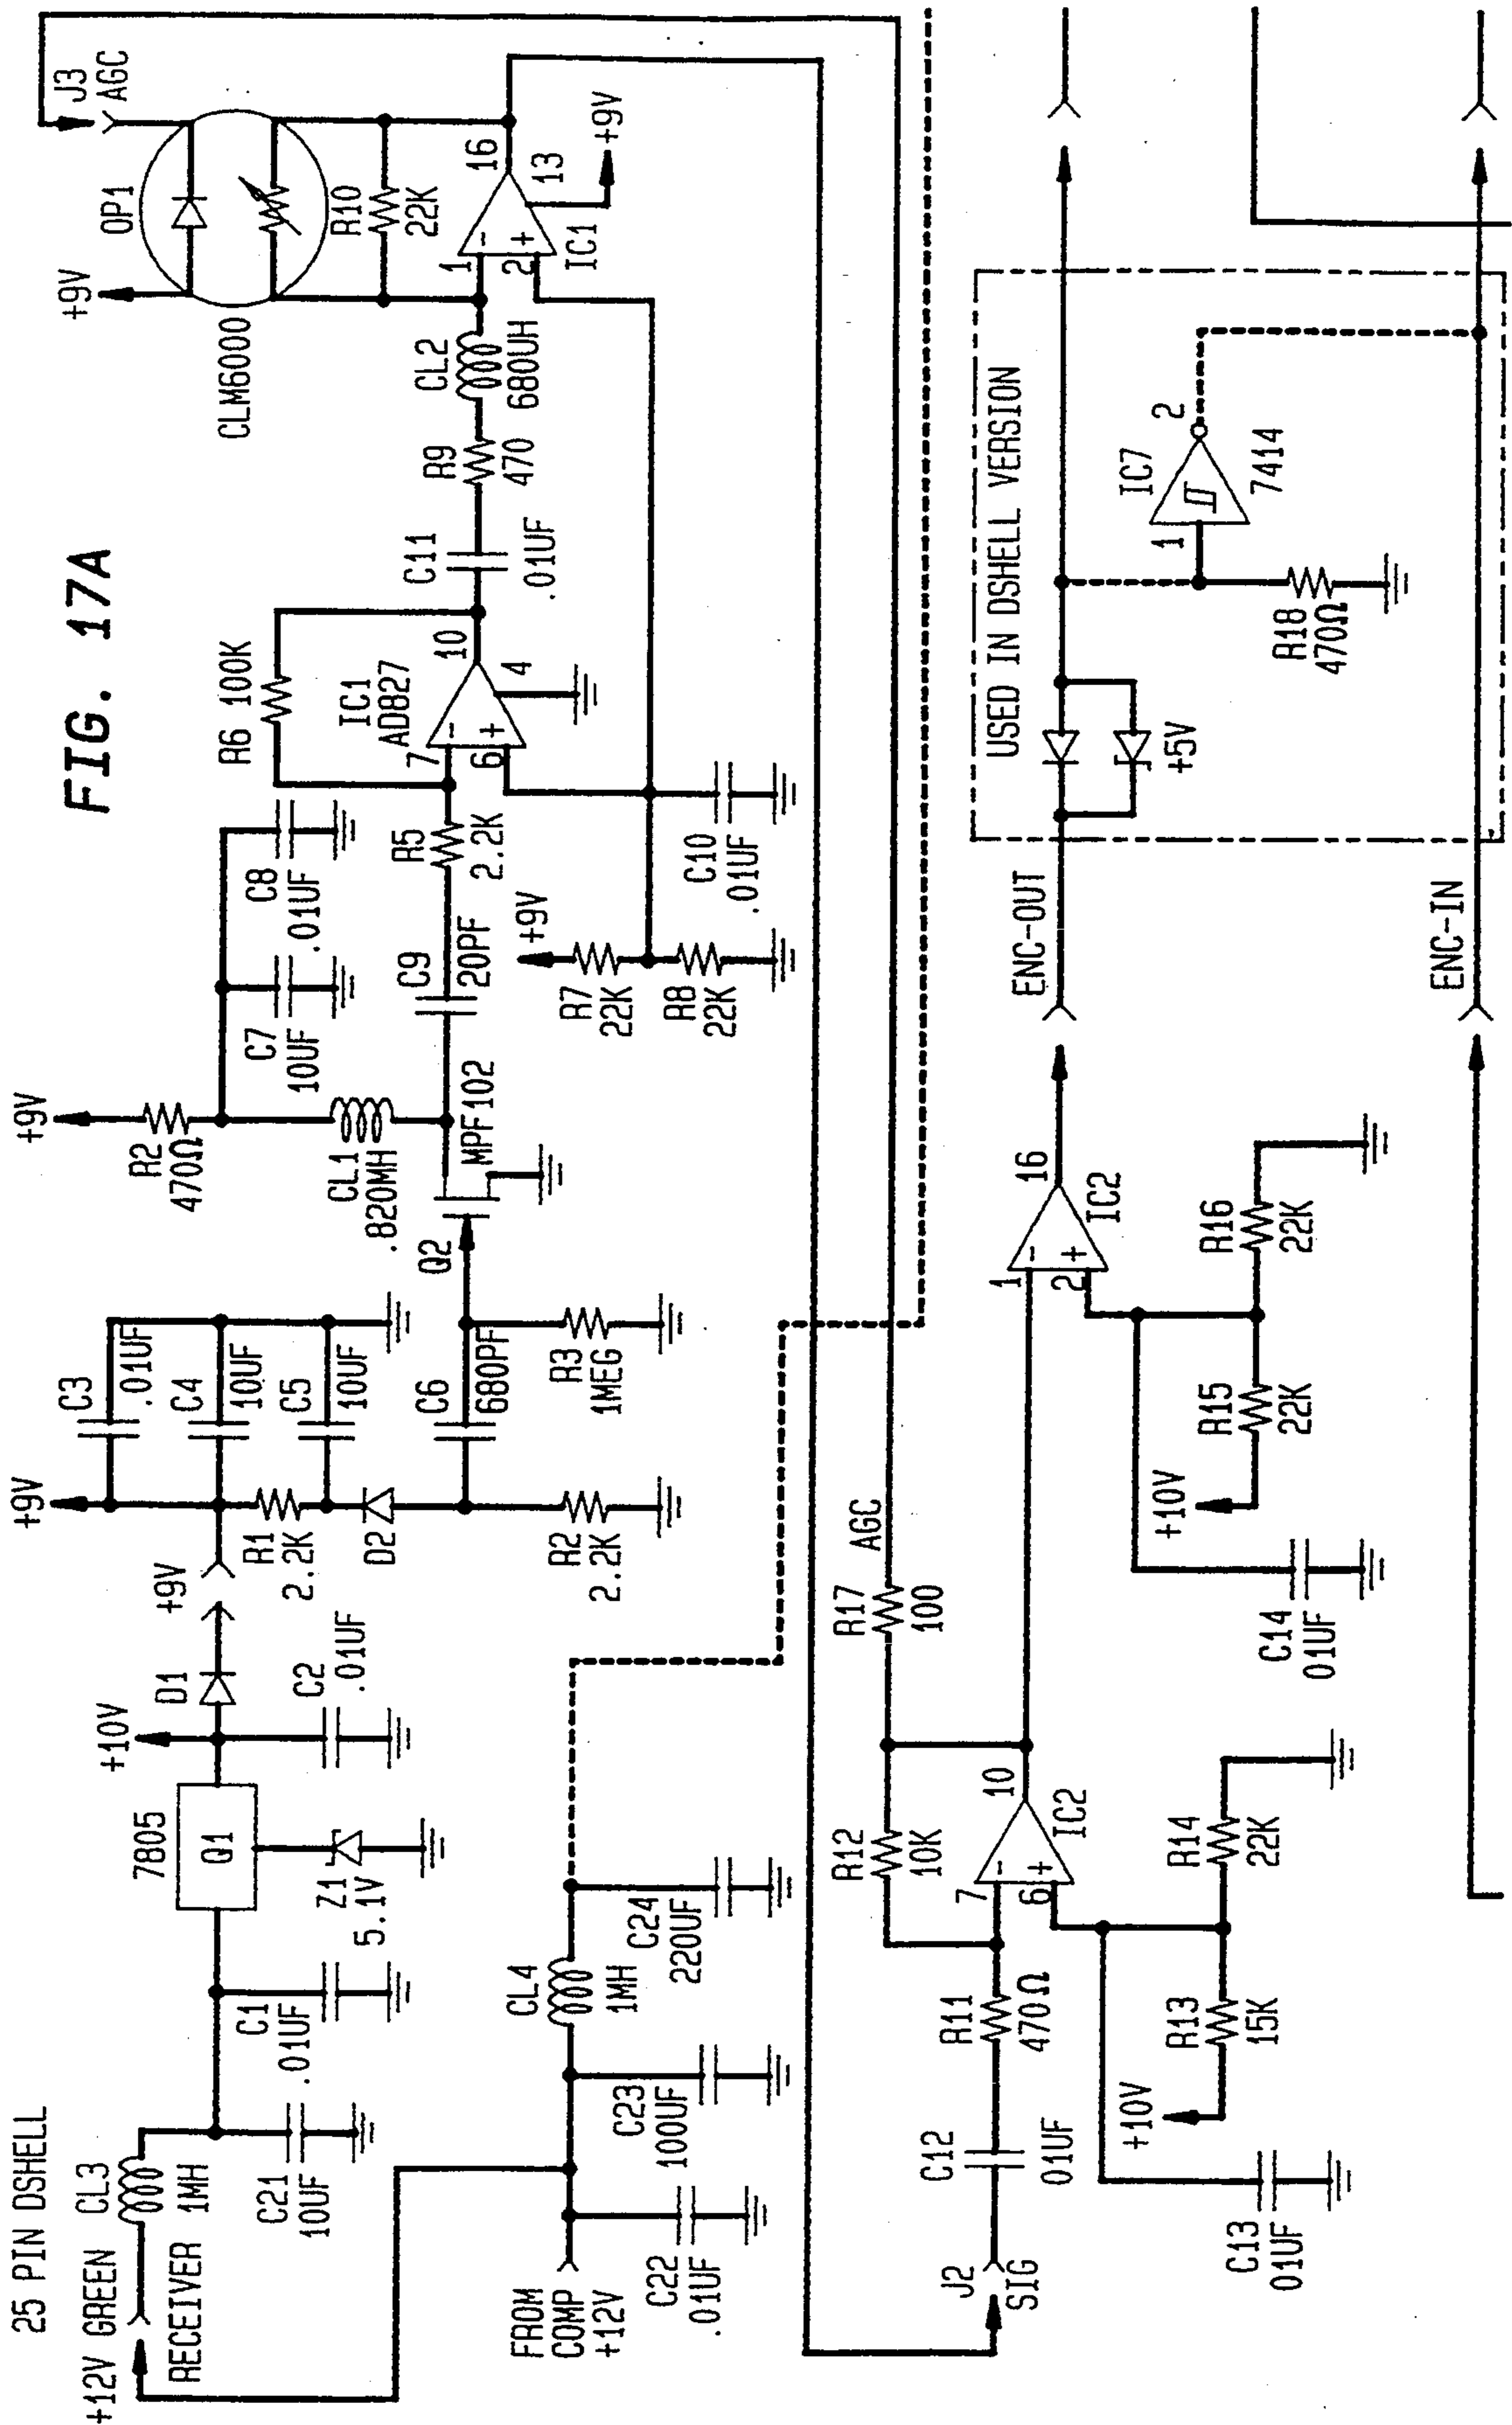 FIG. 17A
25 PIN DSHELL
+12V GREEN
RECEIVER
CL3
1MH
C21
10UF
C1
.01UF
7805
Q1
Z1
5.1V
+10V
D1
C2
.01UF
+9V
+9V
C3
.01UF
C4
10UF
R1
2.2K
C5
10UF
D2
C6
680PF
R2
2.2K
R3
1MEG
Q2
MPF102
+9V
R2
470Ω
CL1
.820MH
C7
10UF
C8
.01UF
C9
20PF
R5
2.2K
R6 100K
IC1
AD827
7
6
10
4
+9V
R7
22K
R8
22K
C10
.01UF
C11
.01UF
R9
470
CL2
680UH
CLM6000
+9V
OP1
J3
AGC
R10
22K
1
2
16
13
IC1
+9V
FROM
COMP
+12V
C22
.01UF
C23
100UF
CL4
1MH
C24
220UF
J2
SIG
C12
01UF
R11
470Ω
R12
10K
7
6
10
IC2
R17
100
AGC
+10V
R13
15K
R14
22K
C13
01UF
1
2
16
IC2
+10V
R15
22K
R16
22K
C14
01UF
ENC-OUT
ENC-IN
USED IN DSHELL VERSION
+5V
IC7
1
2
7414
R18
470Ω